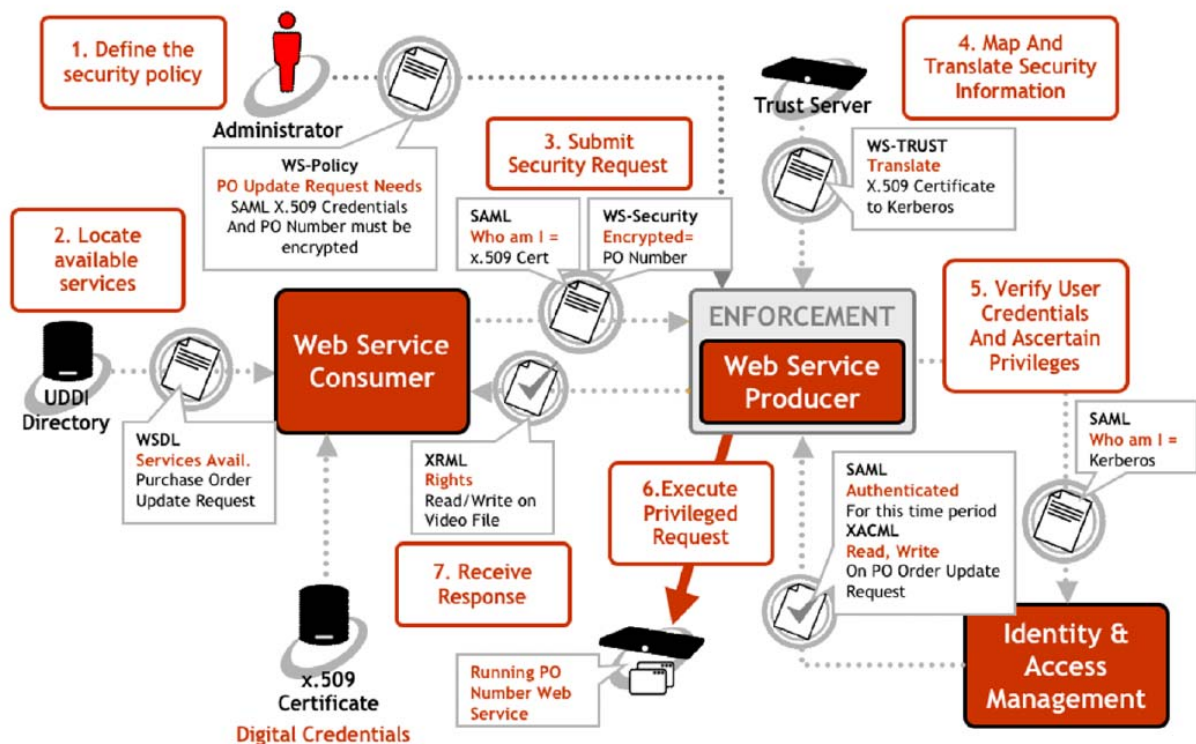 1. Define the
security policy
Administrator
WS-Policy
PO Update Request Needs
SAML X.509 Credentials
And PO Number must be
encrypted
3. Submit
Security Request
SAML
Who am I =
x.509 Cert
WS-Security
Encrypted=
PO Number
Trust Server
4. Map And
Translate Security
Information
WS-TRUST
Translate
X.509 Certificate
to Kerberos
2. Locate
available
services
UDDI
Directory
WSDL
Services Avail.
Purchase Order
Update Request
Web Service
Consumer
ENFORCEMENT
Web Service
Producer
5. Verify User
Credentials
And Ascertain
Privileges
SAML
Who am I =
Kerberos
XRML
Rights
Read/Write on
Video File
6.Execute
Privileged
Request
SAML
Authenticated
For this time period
XACML
Read, Write
On PO Order Update
Request
7. Receive
Response
x.509
Certificate
Digital Credentials
Running PO
Number Web
Service
Identity &
Access
Management